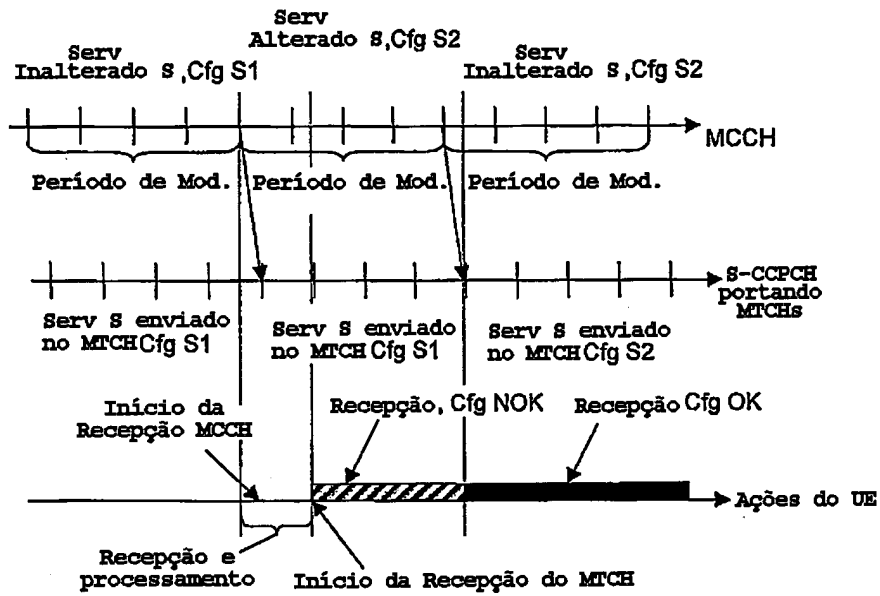 Serv
Inalterado S,Cfg S1
Serv
Alterado S,Cfg S2
Serv
Inalterado S,Cfg S2
MCCH
Período de Mod.
Período de Mod.
Período de Mod.
S-CCPCH
portando
MTCHs
Serv S enviado
no MTCH Cfg S1
Serv S enviado
no MTCH Cfg S1
Serv S enviado
no MTCH Cfg S2
Início da
Recepção MCCH
Recepção, Cfg NOK
Recepção Cfg OK
Ações do UE
Recepção e
processamento
Início da Recepção do MTCH